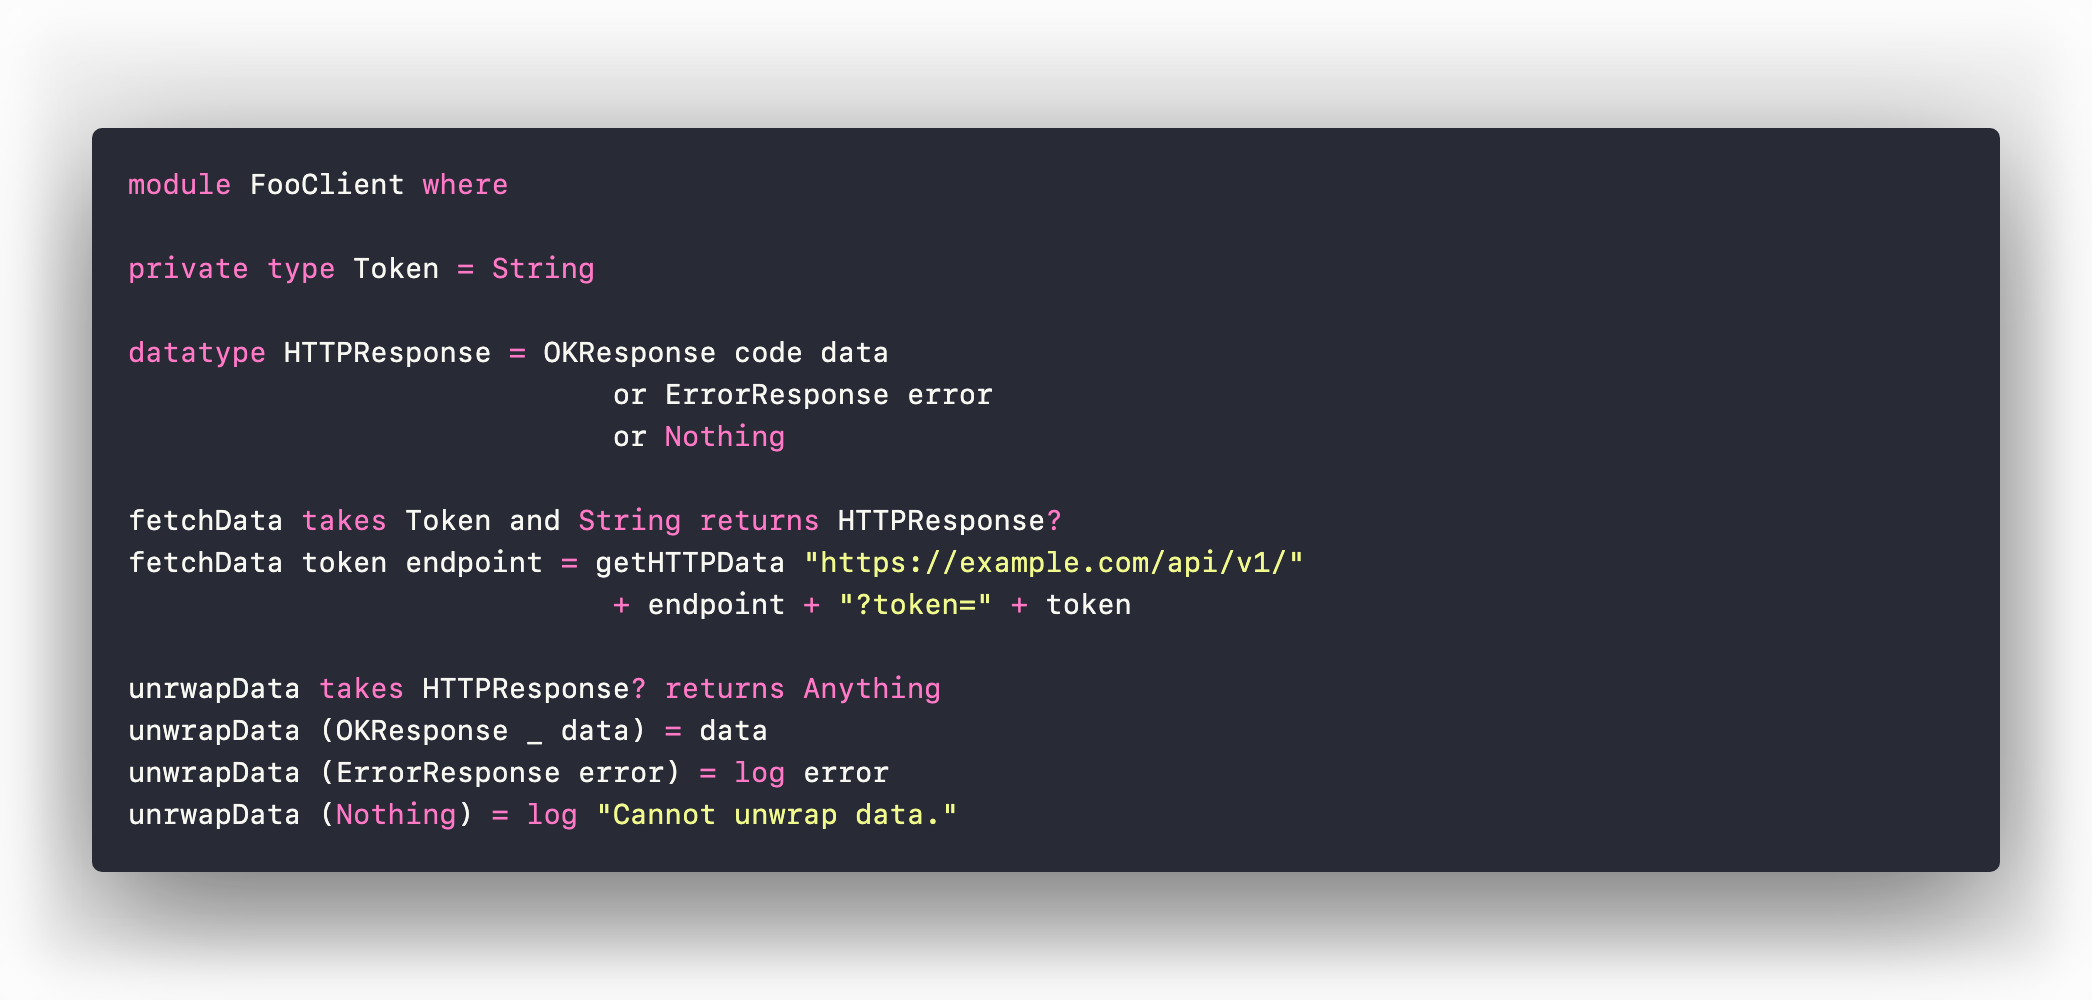 module FooClient where
private type Token = String
datatype HTTPResponse = OKResponse code data
or ErrorResponse error
or Nothing
fetchData takes Token and String returns HTTPResponse?
fetchData token endpoint = getHTTPData "https://example.com/api/v1/"
+ endpoint + "?token=" + token
unrwapData takes HTTPResponse? returns Anything
unwrapData (OKResponse _ data) = data
unwrapData (ErrorResponse error) = log error
unrwapData (Nothing) = log "Cannot unwrap data."